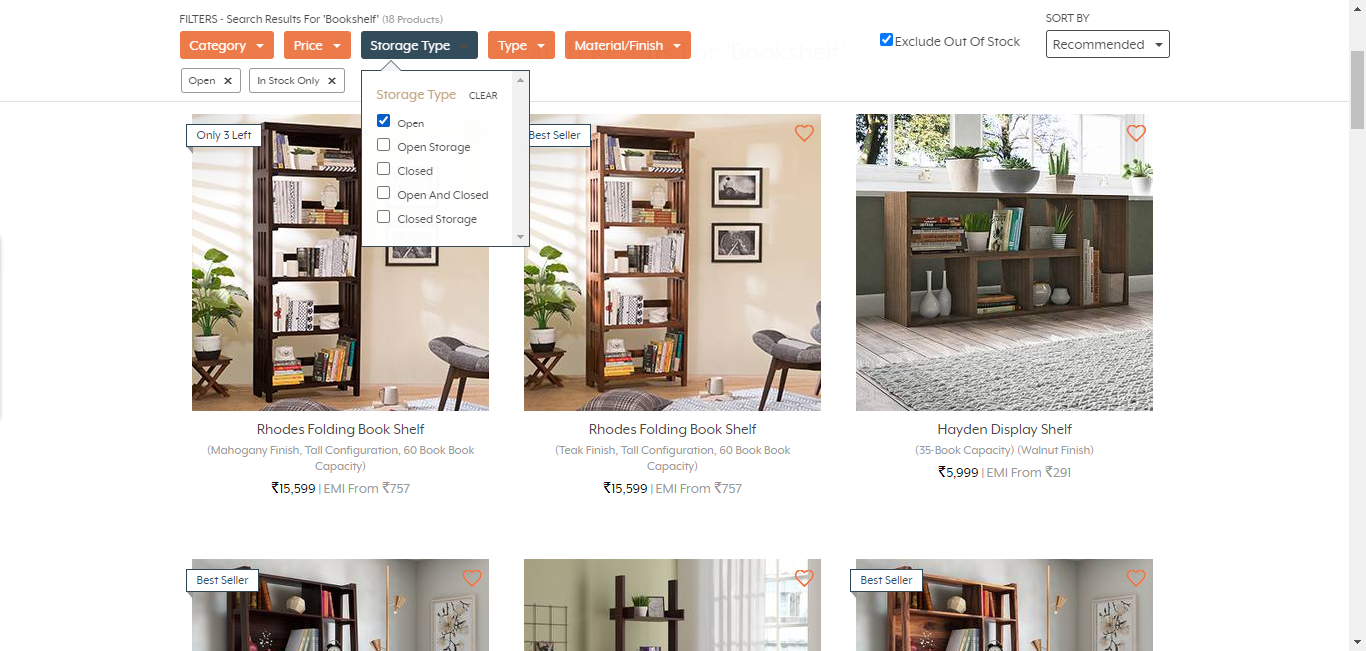 FILTERS - Search Results For 'Bookshelf' (18 Products)
Category
Price
Storage Type
Type
Material/Finish
Exclude Out Of Stock
SORT BY
Recommended
Open ✕
In Stock Only ✕
Storage Type CLEAR
Open
Open Storage
Closed
Open And Closed
Closed Storage
Only 3 Left
Best Seller
Rhodes Folding Book Shelf
(Mahogany Finish, Tall Configuration, 60 Book Book
Capacity)
₹15,599 | EMI From ₹757
Rhodes Folding Book Shelf
(Teak Finish, Tall Configuration, 60 Book Book
Capacity)
₹15,599 | EMI From ₹757
Hayden Display Shelf
(35-Book Capacity) (Walnut Finish)
₹5,999 | EMI From ₹291
Best Seller
Best Seller